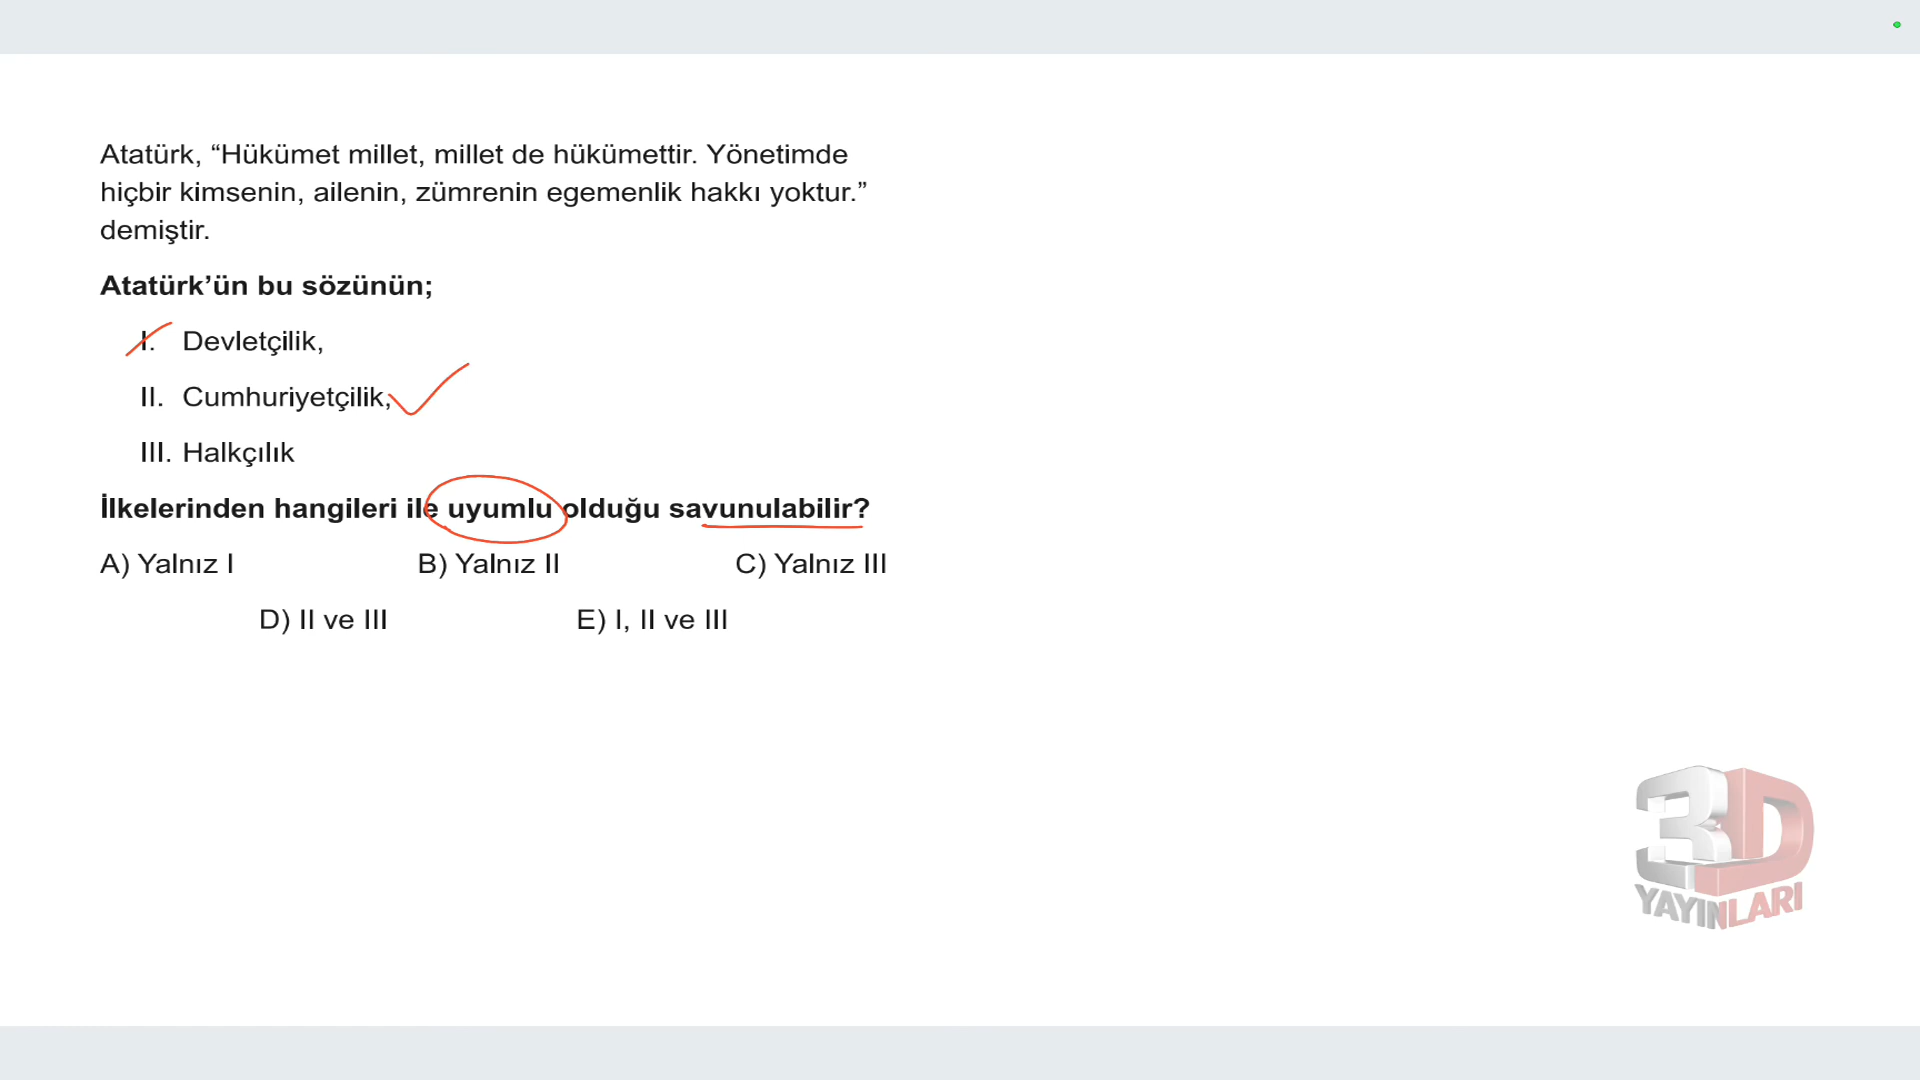 Atatürk, “Hükümet millet, millet de hükümettir. Yönetimde
hiçbir kimsenin, ailenin, zümrenin egemenlik hakkı yoktur.”
demiştir.
Atatürk’ün bu sözünün;
I. Devletçilik,
II. Cumhuriyetçilik,
III. Halkçılık
İlkelerinden hangileri ile uyumlu olduğu savunulabilir?
A) Yalnız I B) Yalnız II C) Yalnız III
D) II ve III E) I, II ve III
3D
YAYINLARI